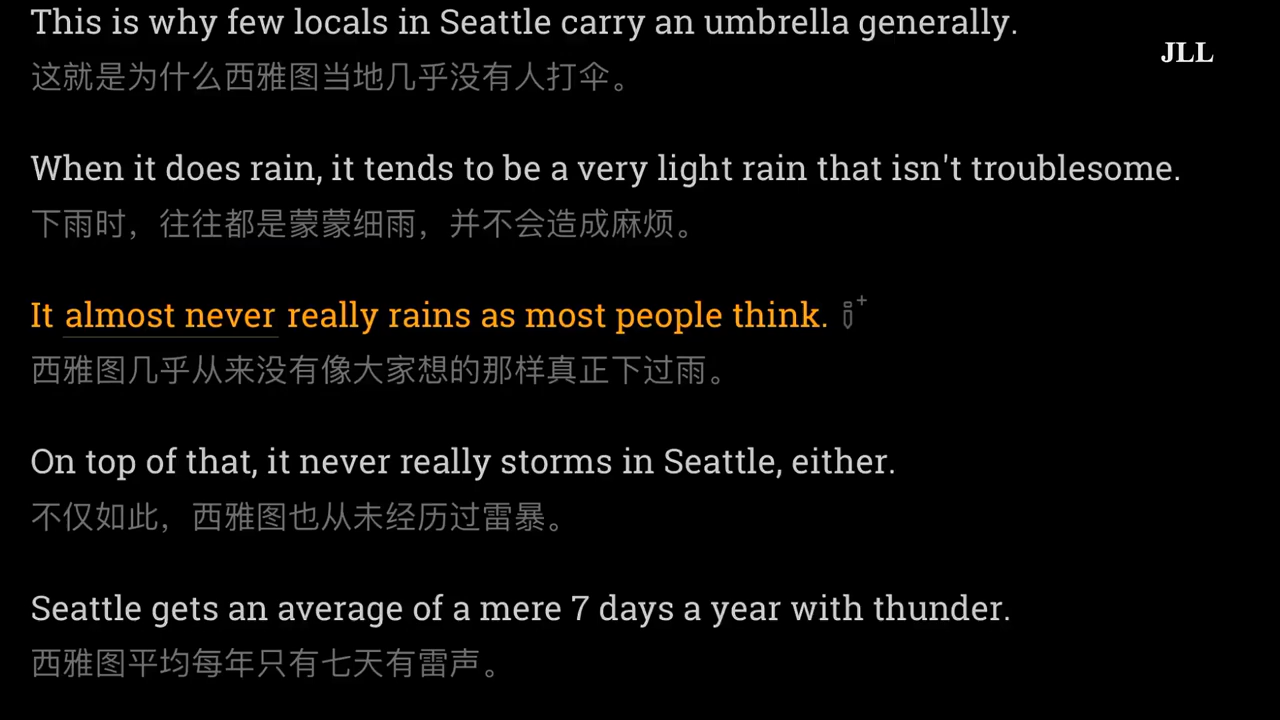 This is why few locals in Seattle carry an umbrella generally.
JLL
这就是为什么西雅图当地几乎没有人打伞。
When it does rain, it tends to be a very light rain that isn't troublesome.
下雨时，往往都是蒙蒙细雨，并不会造成麻烦。
It almost never really rains as most people think.
西雅图几乎从来没有像大家想的那样真正下过雨。
On top of that, it never really storms in Seattle, either.
不仅如此，西雅图也从未经历过雷暴。
Seattle gets an average of a mere 7 days a year with thunder.
西雅图平均每年只有七天有雷声。